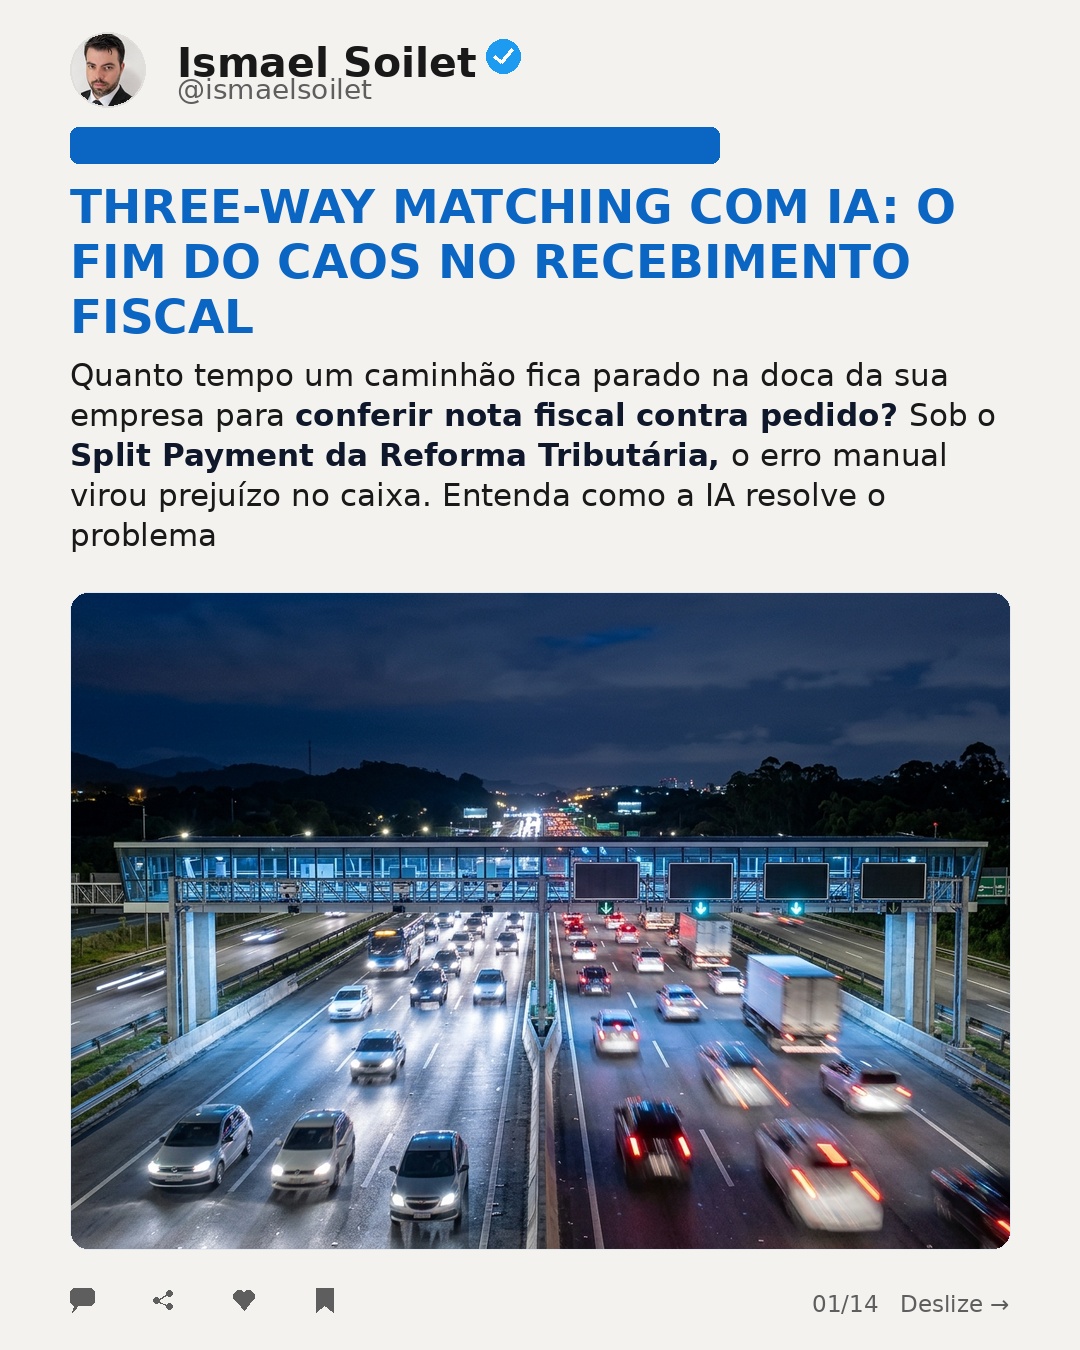 Ismael Soilet
@ismaelsoilet
THREE-WAY MATCHING COM IA: O
FIM DO CAOS NO RECEBIMENTO
FISCAL
Quanto tempo um caminhão fica parado na doca da sua
empresa para conferir nota fiscal contra pedido? Sob o
Split Payment da Reforma Tributária, o erro manual
virou prejuízo no caixa. Entenda como a IA resolve o
problema
01/14 Deslize →